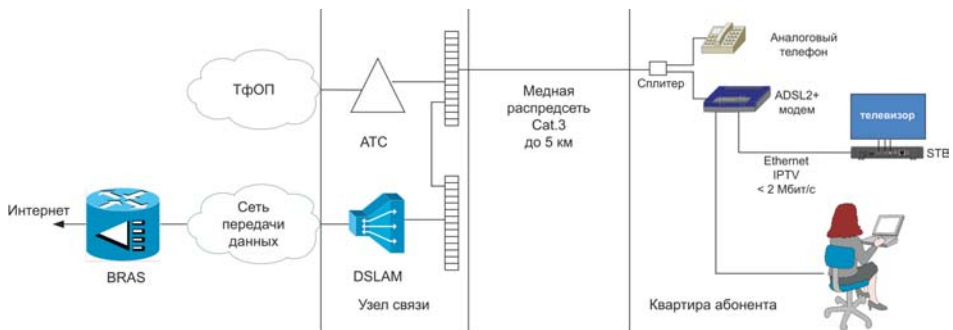 ТфОП
АТС
Интернет
BRAS
Сеть
передачи
данных
DSLAM
Узел связи
Медная
распредсеть
Cat.3
до 5 км
Сплитер
Аналоговый
телефон
ADSL2+
модем
телевизор
STB
Ethernet
IPTV
< 2 Мбит/с
Квартира абонента